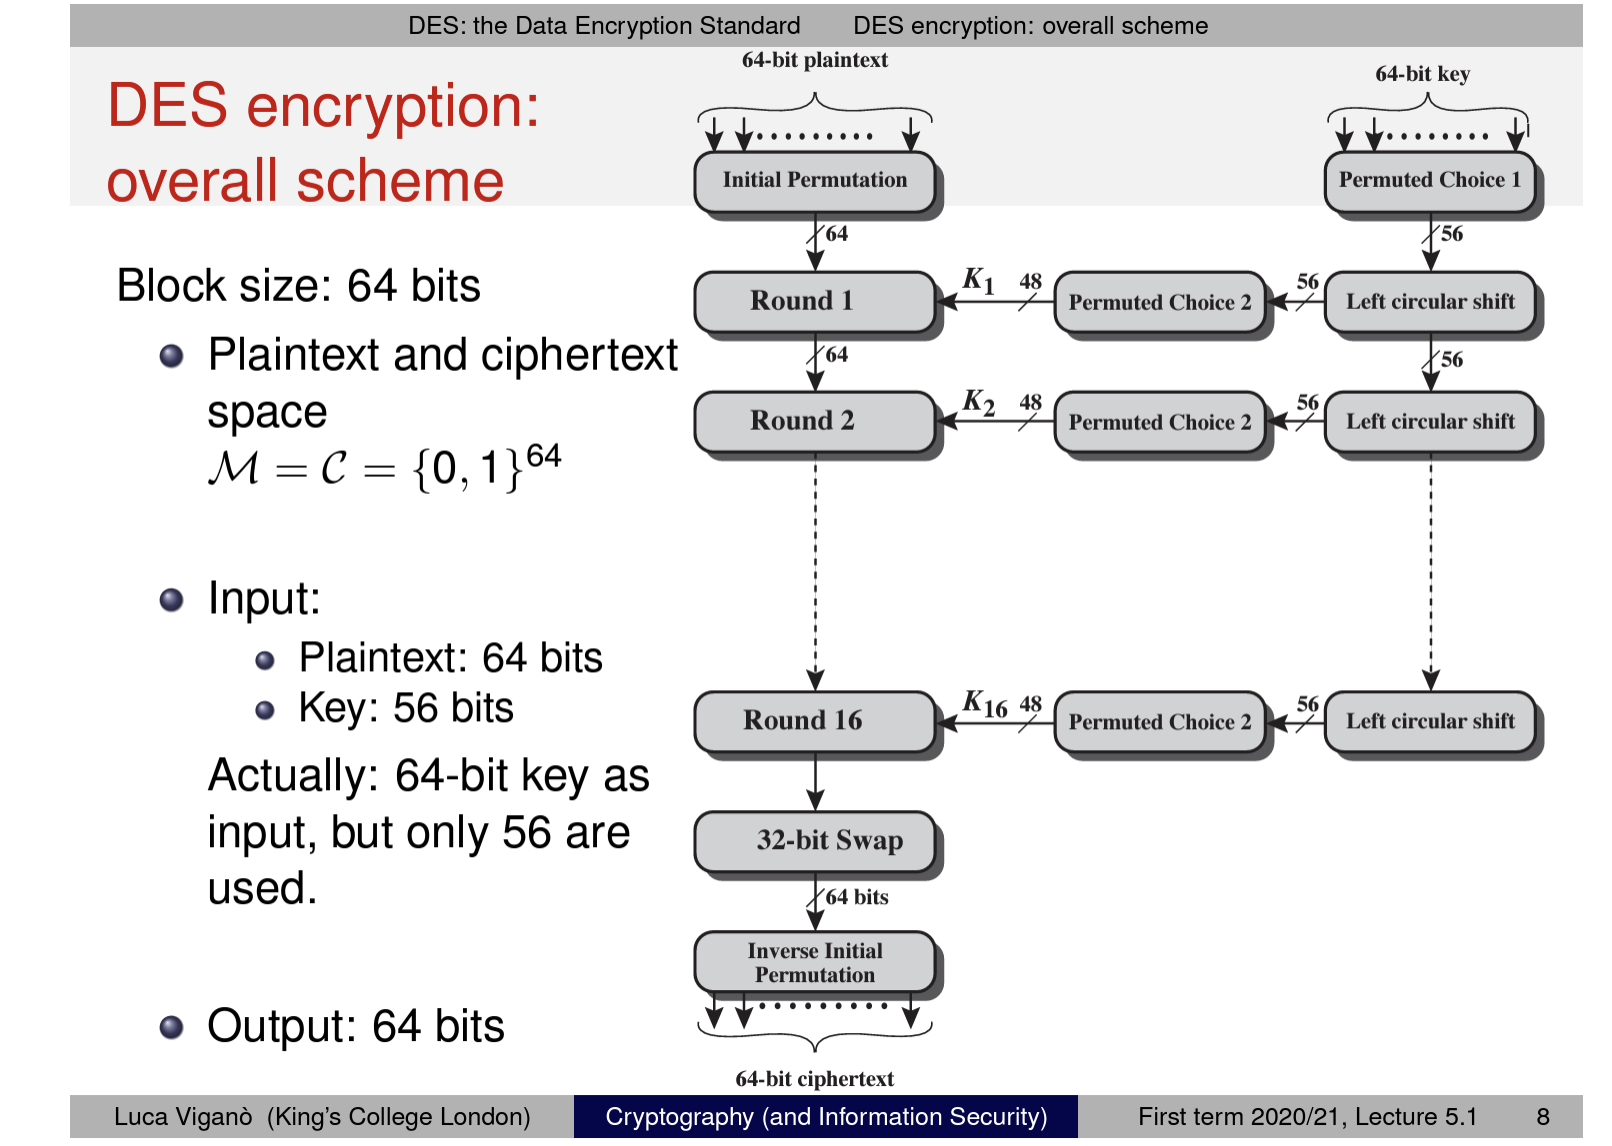 DES: the Data Encryption Standard DES encryption: overall scheme
DES encryption:
overall scheme
Block size: 64 bits
Plaintext and ciphertext
space
ℳ = 𝒞 = {0, 1}⁶⁴
Input:
Plaintext: 64 bits
Key: 56 bits
Actually: 64-bit key as
input, but only 56 are
used.
Output: 64 bits
64-bit plaintext
64-bit key
Initial Permutation
Permuted Choice 1
64
56
Round 1
K₁
48
Permuted Choice 2
56
Left circular shift
64
56
Round 2
K₂
48
Permuted Choice 2
56
Left circular shift
Round 16
K₁₆
48
Permuted Choice 2
56
Left circular shift
32-bit Swap
64 bits
Inverse Initial
Permutation
64-bit ciphertext
Luca Viganò (King's College London) Cryptography (and Information Security) First term 2020/21, Lecture 5.1 8